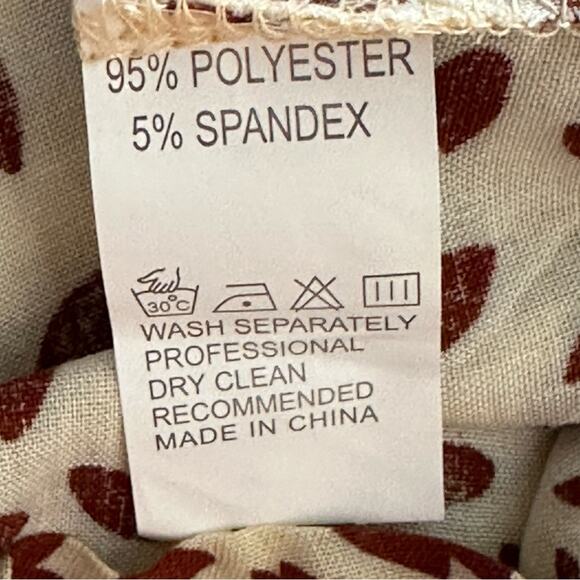 95% POLYESTER
5% SPANDEX
30°C
WASH SEPARATELY
PROFESSIONAL
DRY CLEAN
RECOMMENDED
MADE IN CHINA